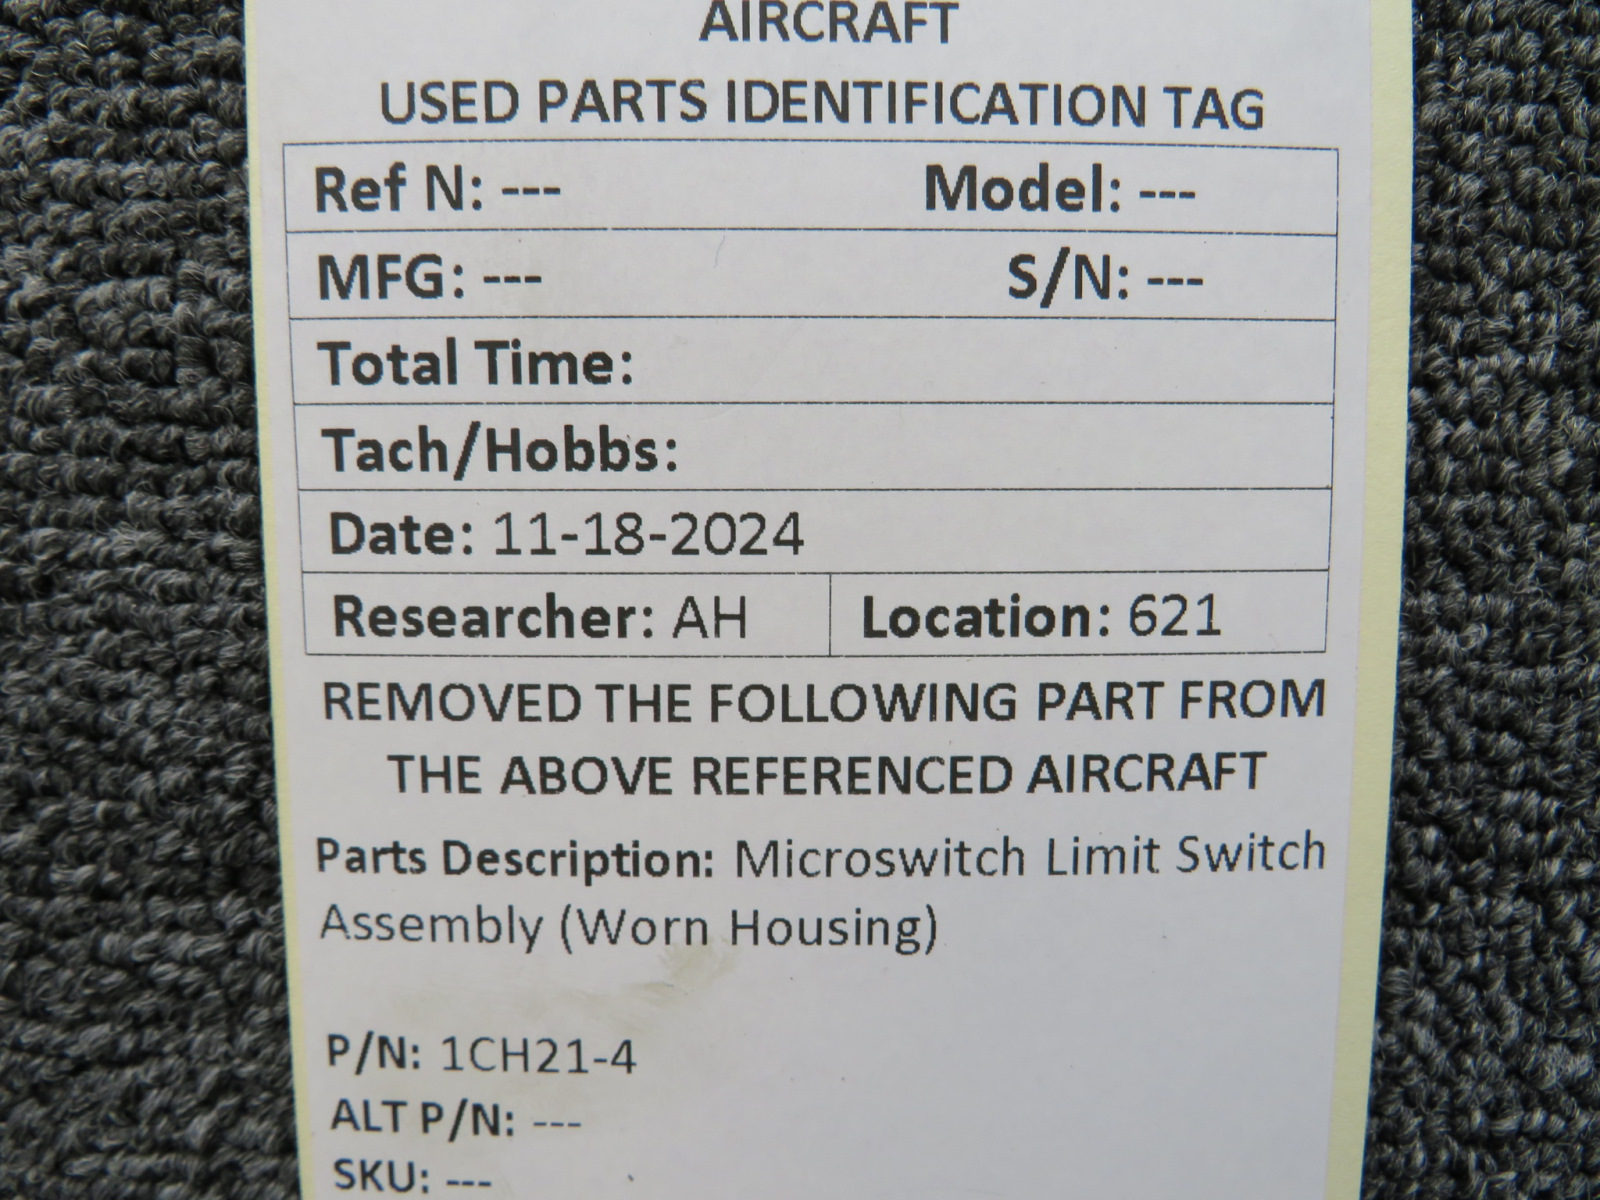 AIRCRAFT
USED PARTS IDENTIFICATION TAG
Ref N: --- Model: ---
MFG: --- S/N: ---
Total Time:
Tach/Hobbs:
Date: 11-18-2024
Researcher: AH Location: 621
REMOVED THE FOLLOWING PART FROM
THE ABOVE REFERENCED AIRCRAFT
Parts Description: Microswitch Limit Switch
Assembly (Worn Housing)
P/N: 1CH21-4
ALT P/N: ---
SKU: ---